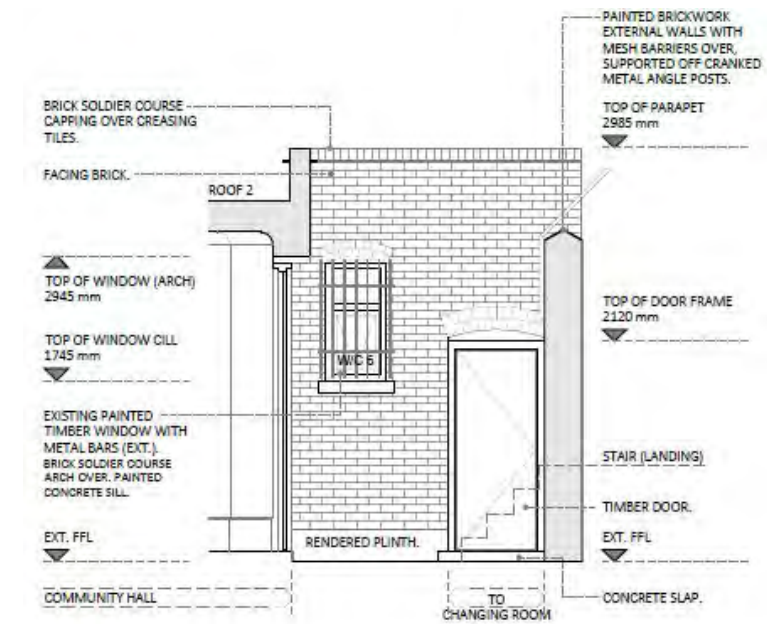 PAINTED BRICKWORK
EXTERNAL WALLS WITH
MESH BARRIERS OVER,
SUPPORTED OFF CRANKED
METAL ANGLE POSTS.
TOP OF PARAPET
2985 mm
BRICK SOLDIER COURSE
CAPPING OVER CREASING
TILES.
FACING BRICK.
ROOF 2
TOP OF WINDOW (ARCH)
2945 mm
TOP OF DOOR FRAME
2120 mm
TOP OF WINDOW CILL
1745 mm
W/C 6
EXISTING PAINTED
TIMBER WINDOW WITH
METAL BARS (EXT.).
BRICK SOLDIER COURSE
ARCH OVER. PAINTED
CONCRETE SILL.
STAIR (LANDING)
TIMBER DOOR.
EXT. FFL
RENDERED PLINTH.
EXT. FFL
COMMUNITY HALL
TO
CHANGING ROOM
CONCRETE SLAP.